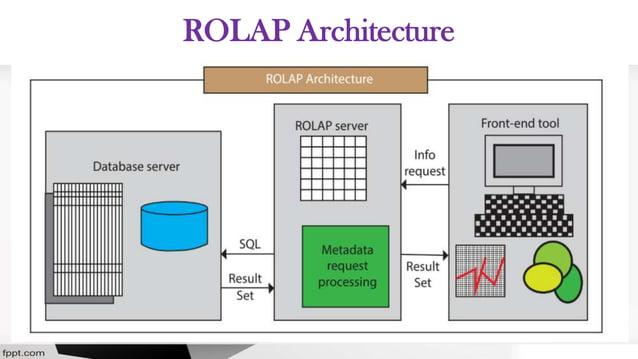 ROLAP Architecture
ROLAP Architecture
Database server
SQL
Result
Set
ROLAP server
Metadata
request
processing
Info
request
Result
Set
Front-end tool
fppt.com